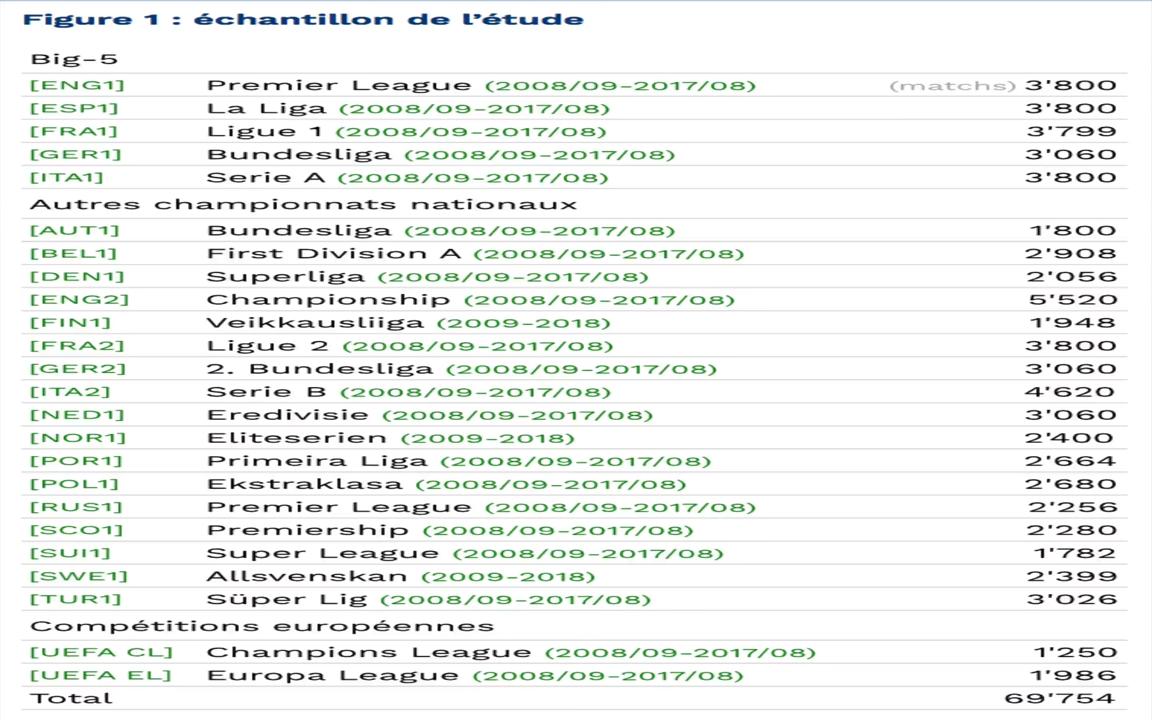 Figure 1 : échantillon de l'étude
Big-5
[ENG1] Premier League (2008/09-2017/08) (matchs) 3'800
[ESP1] La Liga (2008/09-2017/08) 3'800
[FRA1] Ligue 1 (2008/09-2017/08) 3'799
[GER1] Bundesliga (2008/09-2017/08) 3'060
[ITA1] Serie A (2008/09-2017/08) 3'800
Autres championnats nationaux
[AUT1] Bundesliga (2008/09-2017/08) 1'800
[BEL1] First Division A (2008/09-2017/08) 2'908
[DEN1] Superliga (2008/09-2017/08) 2'056
[ENG2] Championship (2008/09-2017/08) 5'520
[FIN1] Veikkausliiga (2009-2018) 1'948
[FRA2] Ligue 2 (2008/09-2017/08) 3'800
[GER2] 2. Bundesliga (2008/09-2017/08) 3'060
[ITA2] Serie B (2008/09-2017/08) 4'620
[NED1] Eredivisie (2008/09-2017/08) 3'060
[NOR1] Eliteserien (2009-2018) 2'400
[POR1] Primeira Liga (2008/09-2017/08) 2'664
[POL1] Ekstraklasa (2008/09-2017/08) 2'680
[RUS1] Premier League (2008/09-2017/08) 2'256
[SCO1] Premiership (2008/09-2017/08) 2'280
[SUI1] Super League (2008/09-2017/08) 1'782
[SWE1] Allsvenskan (2009-2018) 2'399
[TUR1] Süper Lig (2008/09-2017/08) 3'026
Compétitions européennes
[UEFA CL] Champions League (2008/09-2017/08) 1'250
[UEFA EL] Europa League (2008/09-2017/08) 1'986
Total 69'754